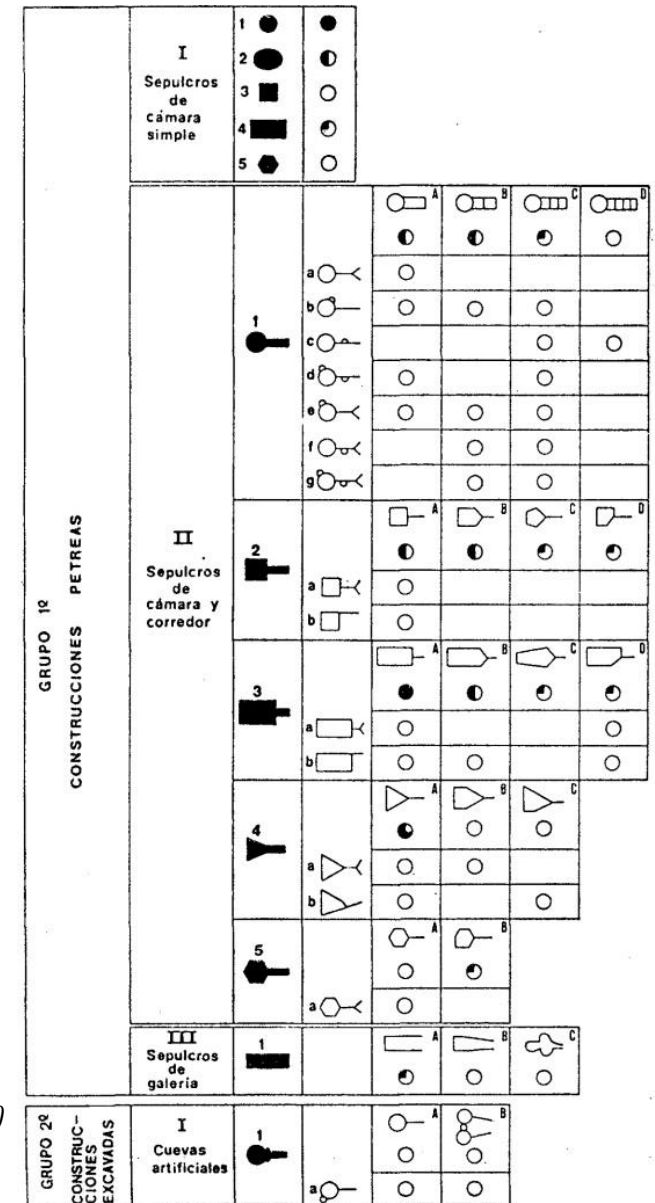 GRUPO 1º
CONSTRUCCIONES PETREAS
I
Sepulcros
de
cámara
simple
1
2
3
4
5
II
Sepulcros
de
cámara y
corredor
1
A
B
C
D
a
b
c
d
e
f
g
2
A
B
C
D
a
b
3
A
B
C
D
a
b
4
A
B
C
a
b
5
A
B
a
III
Sepulcros
de
galería
1
A
B
C
GRUPO 2º
CONSTRUC-
CIONES
EXCAVADAS
I
Cuevas
artificiales
1
A
B
a